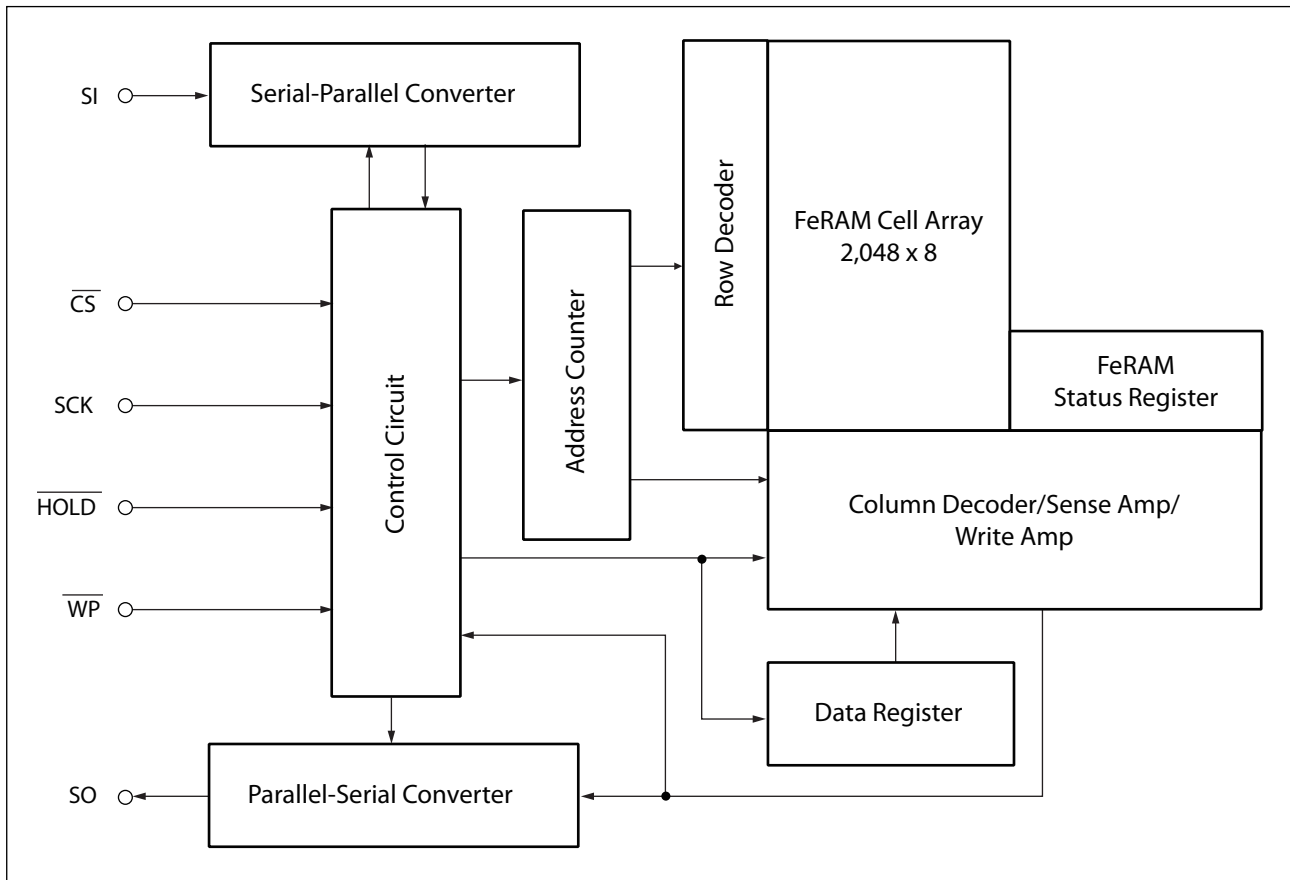 SI
Serial-Parallel Converter
Row Decoder
FeRAM Cell Array
2,048 x 8
CS
SCK
HOLD
WP
Control Circuit
Address Counter
FeRAM
Status Register
Column Decoder/Sense Amp/
Write Amp
Data Register
SO
Parallel-Serial Converter